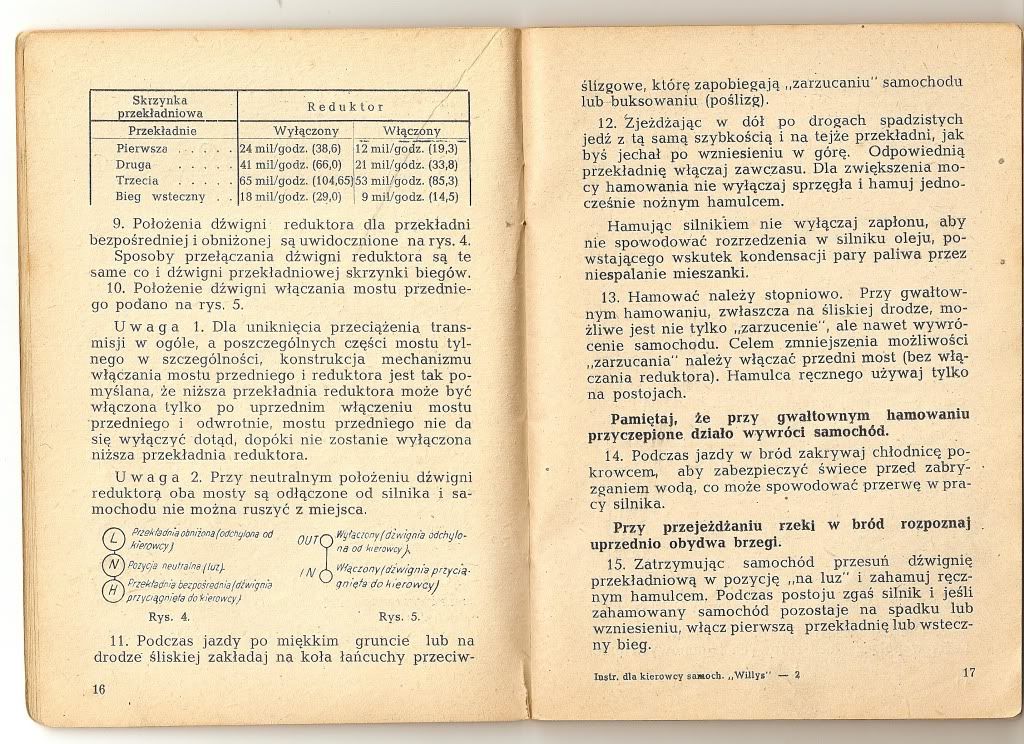 Skrzynka przekładniowa
Reduktor
Przekładnie
Wyłączony
Włączony
Pierwsza . . . . . 24 mil/godz. (38,6) 12 mil/godz. (19,3)
Druga . . . . 41 mil/godz. (66,0) 21 mil/gódz. (33,8)
Trzecia . . . . . 65 mil/godz. (104,65) 53 mil/godz. (85,3)
Bieg wsteczny . . 18 mil/godz. (29,0) 9 mil/godz. (14,5)
9. Położenia dźwigni reduktora dla przekładni
bezpośredniej i obniżonej są uwidocznione na rys. 4.
Sposoby przełączania dźwigni reduktora są te
same co i dźwigni przekładniowej skrzynki biegów.
10. Położenie dźwigni włączania mostu przednie-
go podano na rys. 5.
Uwaga 1. Dla uniknięcia przeciążenia trans-
misji w ogóle, a poszczególnych części mostu tyl-
nego w szczególności, konstrukcja mechanizmu
włączania mostu przedniego i reduktora jest tak po-
myślana, że niższa przekładnia reduktora może być
włączona tylko po uprzednim włączeniu mostu
przedniego i odwrotnie, mostu przedniego nie da
się wyłączyć dotąd, dopóki nie zostanie wyłączona
niższa przekładnia reduktora.
Uwaga 2. Przy neutralnym położeniu dźwigni
reduktora oba mosty są odłączone od silnika i sa-
mochodu nie można ruszyć z miejsca.
L Przekładnia obniżona (odchylona od
kierowcy)
N Pozycja neutralna (luz).
H Przekładnia bezpośrednia (dźwignia
przyciągnięta do kierowcy)
Rys. 4.
OUT Wyłączony (dźwignia odchylo-
na od kierowcy).
IN Włączony (dźwignia przycią-
gnięta do kierowcy)
Rys. 5.
11. Podczas jazdy po miękkim gruncie lub na
drodze śliskiej zakładaj na koła łańcuchy przeciw-
16
ślizgowe, które zapobiegają „zarzucaniu" samochodu
lub buksowaniu (poślizg).
12. Zjeżdżając w dół po drogach spadzistych
jedź z tą samą szybkością i na tejże przekładni, jak
byś jechał po wzniesieniu w górę. Odpowiednią
przekładnię włączaj zawczasu. Dla zwiększenia mo-
cy hamowania nie wyłączaj sprzęgła i hamuj jedno-
cześnie nożnym hamulcem.
Hamując silnikiem nie wyłączaj zapłonu, aby
nie spowodować rozrzedzenia w silniku oleju, po-
wstającego wskutek kondensacji pary paliwa przez
niespalanie mieszanki.
13. Hamować należy stopniowo. Przy gwałtow-
nym hamowaniu, zwłaszcza na śliskiej drodze, mo-
żliwe jest nie tylko „zarzucenie", ale nawet wywró-
cenie samochodu. Celem zmniejszenia możliwości
„zarzucania" należy włączać przedni most (bez włą-
czania reduktora). Hamulca ręcznego używaj tylko
na postojach.
Pamiętaj, że przy gwałtownym hamowaniu
przyczepione działo wywróci samochód.
14. Podczas jazdy w bród zakrywaj chłodnicę po-
krowcem, aby zabezpieczyć świece przed zabry-
zganiem wodą, co może spowodować przerwę w pra-
cy silnika.
Przy przejeżdżaniu rzeki w bród rozpoznaj
uprzednio obydwa brzegi.
15. Zatrzymując samochód przesuń dźwignię
przekładniową w pozycję „na luz" i zahamuj ręcz-
nym hamulcem. Podczas postoju zgaś silnik i jeśli
zahamowany samochód pozostaje na spadku lub
wzniesieniu, włącz pierwszą przekładnię lub wstecz-
ny bieg.
Instr. dla kierowcy samoch. „Willys" — 2
17